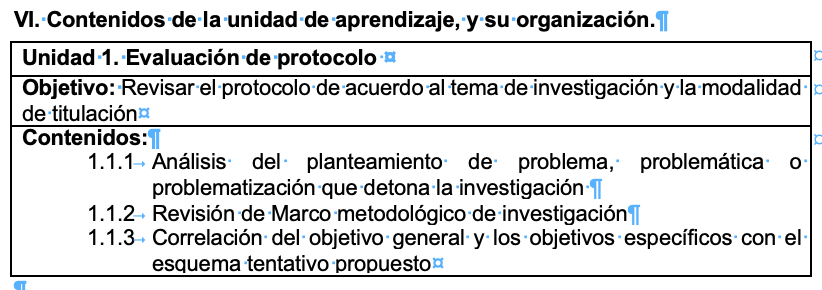 VI. Contenidos de la unidad de aprendizaje, y su organización.
Unidad 1. Evaluación de protocolo
Objetivo: Revisar el protocolo de acuerdo al tema de investigación y la modalidad
de titulación
Contenidos:
1.1.1 Análisis del planteamiento de problema, problemática o
problematización que detona la investigación
1.1.2 Revisión de Marco metodológico de investigación
1.1.3 Correlación del objetivo general y los objetivos específicos con el
esquema tentativo propuesto